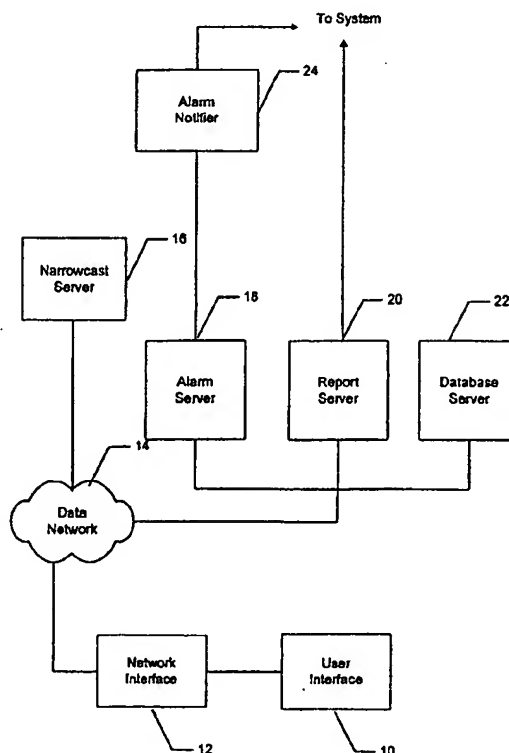 To System
24
Alarm
Notifier
16
Narrowcast
Server
18
20
22
Alarm
Server
Report
Server
Database
Server
14
Data
Network
Network
Interface
User
Interface
12
10